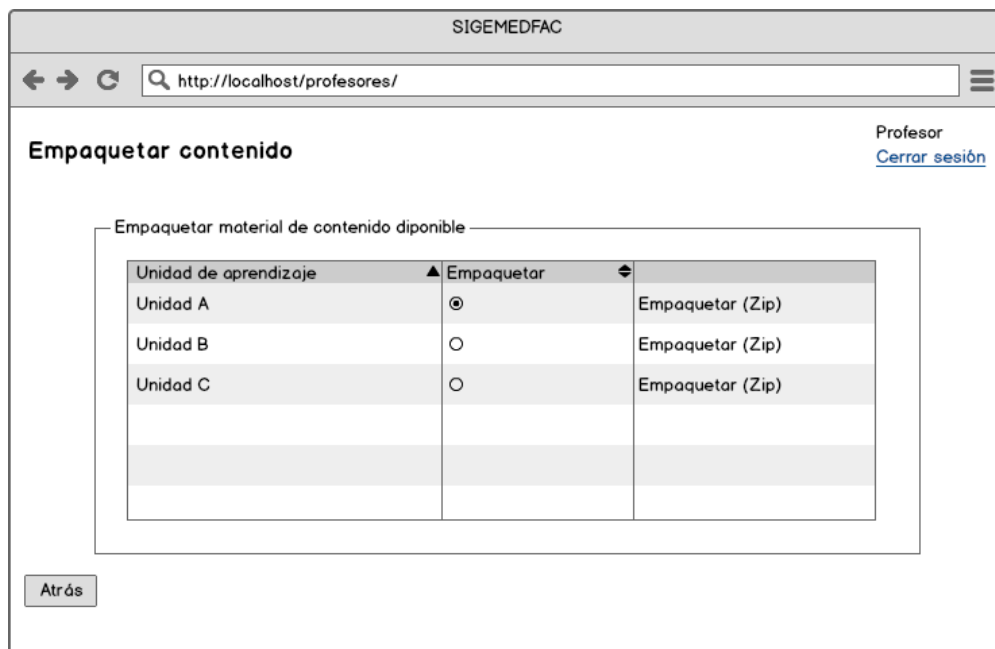 SIGEMEDFAC
http://localhost/profesores/
Profesor
Empaquetar contenido
Cerrar sesión
Empaquetar material de contenido diponible
Unidad de aprendizaje Empaquetar
Unidad A Empaquetar (Zip)
Unidad B Empaquetar (Zip)
Unidad C Empaquetar (Zip)
Atrás